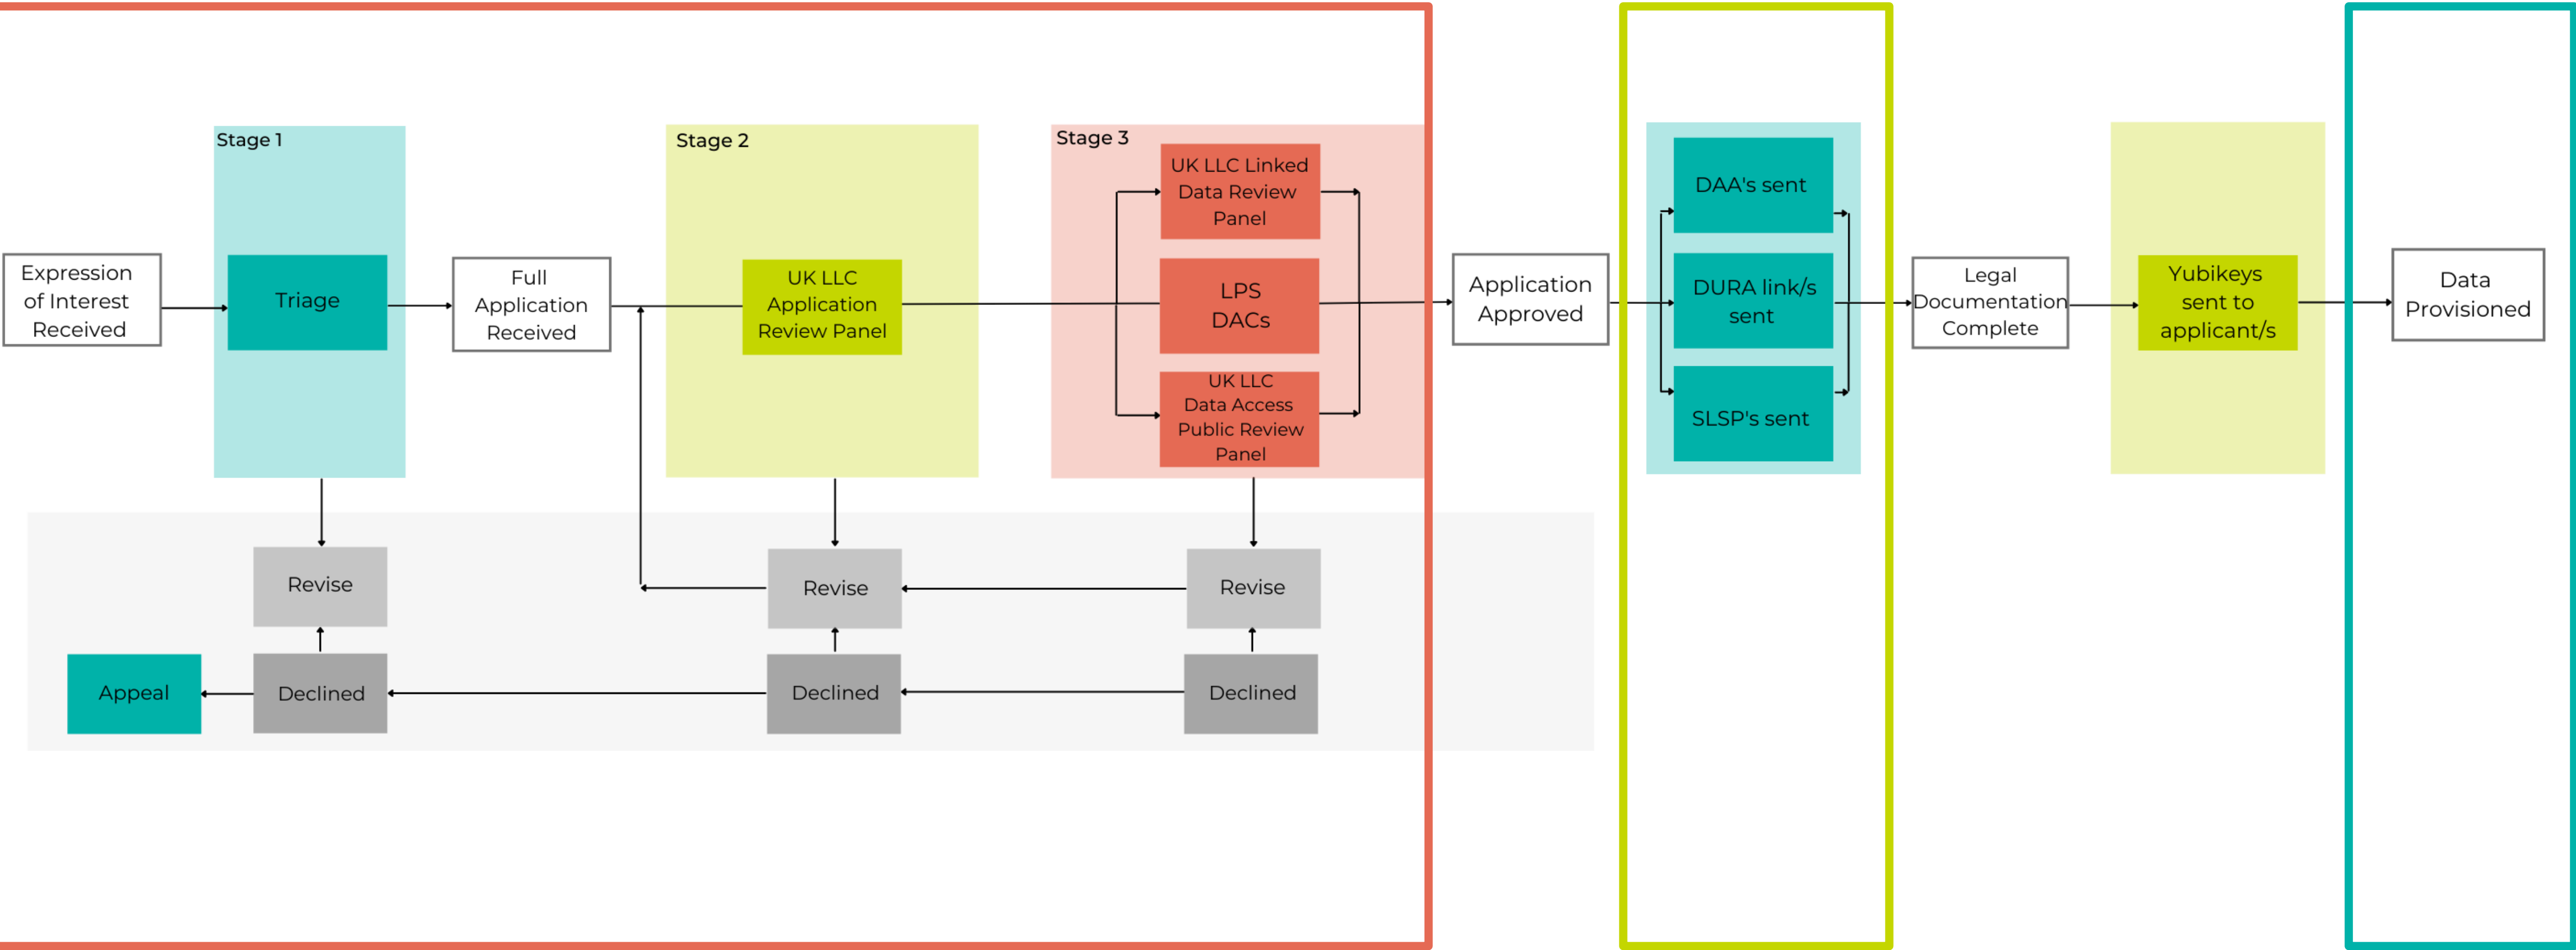 Stage 1
Stage 2
Stage 3
Expression
of Interest
Received
Triage
Full
Application
Received
UK LLC
Application
Review Panel
UK LLC Linked
Data Review
Panel
LPS
DACs
UK LLC
Data Access
Public Review
Panel
Application
Approved
DAA's sent
DURA link/s
sent
SLSP's sent
Legal
Documentation
Complete
Yubikeys
sent to
applicant/s
Data
Provisioned
Revise
Revise
Revise
Appeal
Declined
Declined
Declined